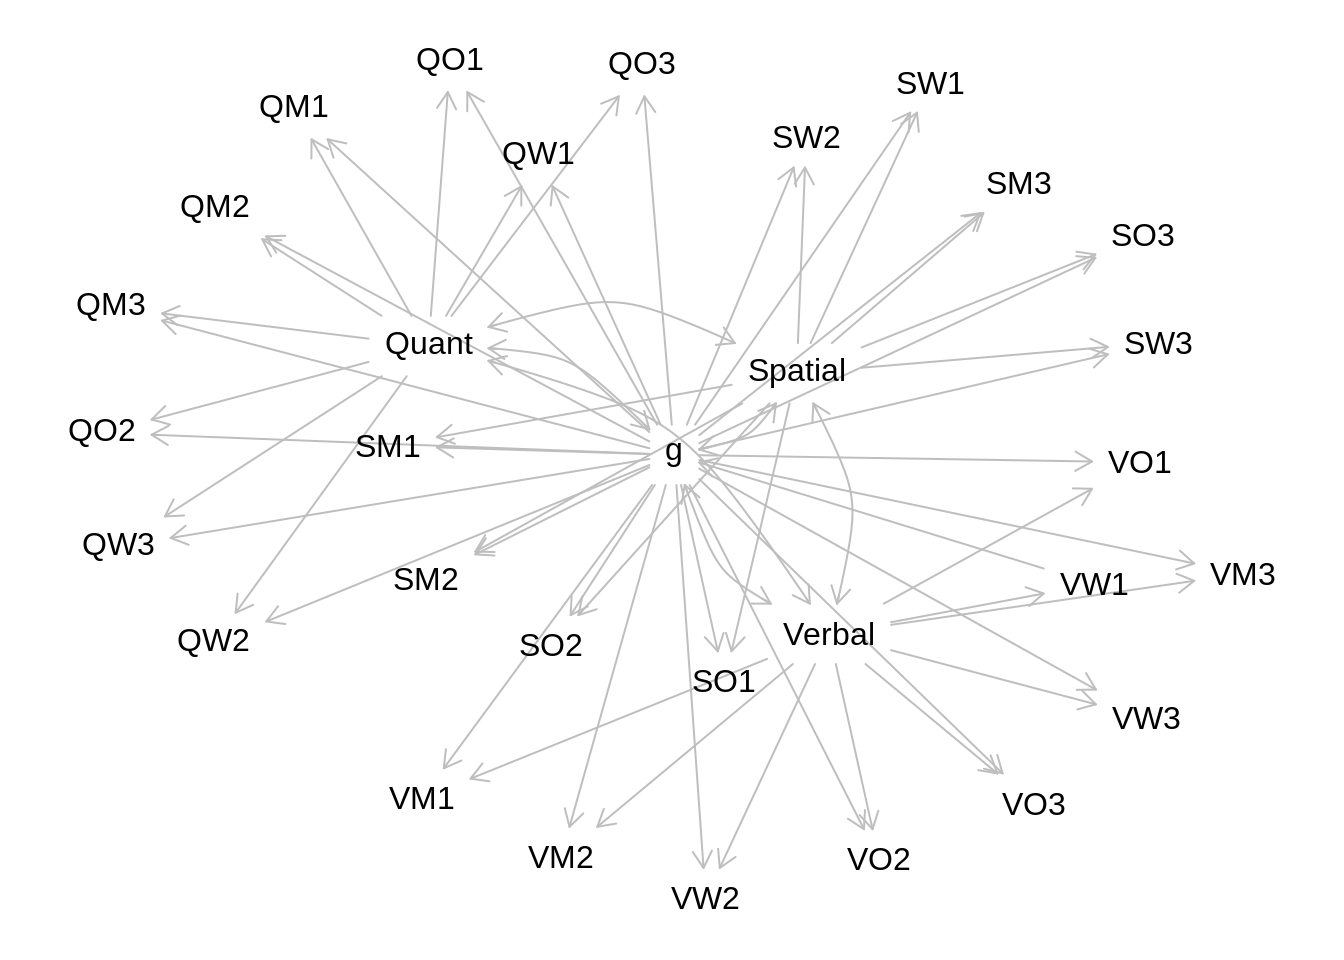 QO1
QO3
SW1
QM1
SW2
QW1
SM3
QM2
SO3
QM3
Quant
SW3
Spatial
QO2
SM1
g
VO1
QW3
SM2
VW1
VM3
QW2
SO2
Verbal
SO1
VW3
VM1
VO3
VM2
VO2
VW2